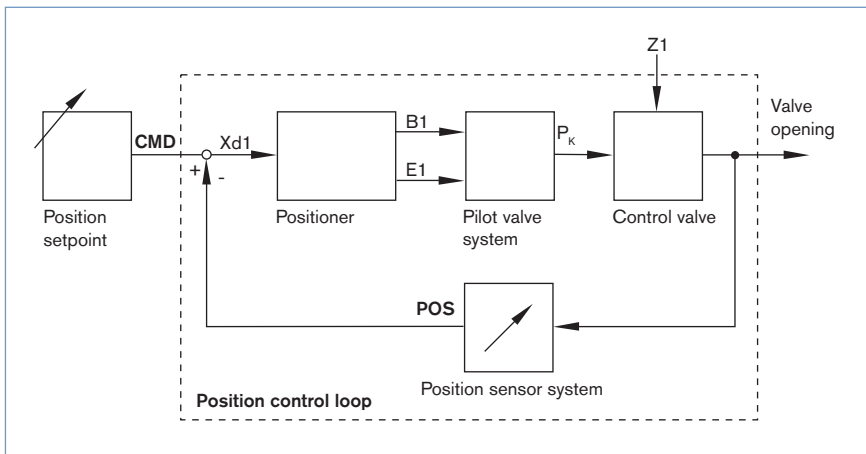 Z1
Valve
opening
CMD
Xd1
B1
E1
P_K
+
-
Position
setpoint
Positioner
Pilot valve
system
Control valve
POS
Position sensor system
Position control loop